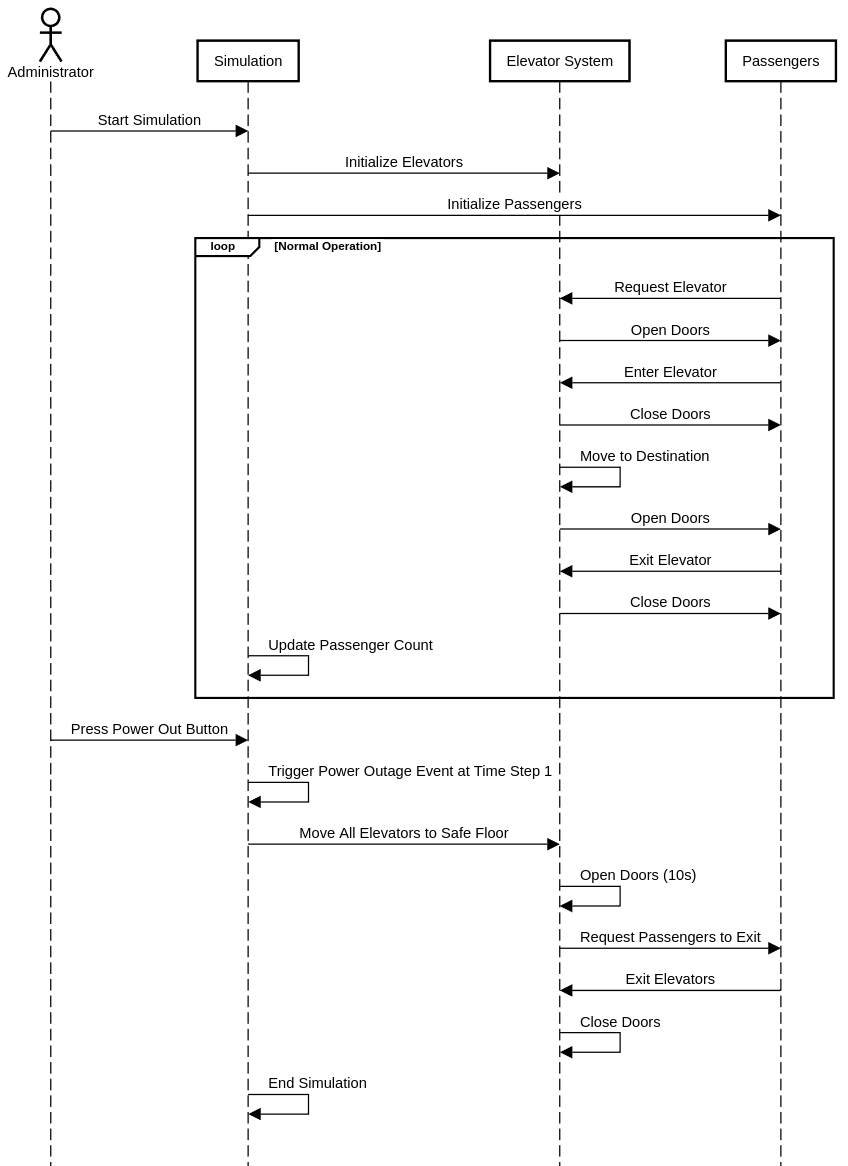 Administrator
Simulation
Elevator System
Passengers
Start Simulation
Initialize Elevators
Initialize Passengers
loop
[Normal Operation]
Request Elevator
Open Doors
Enter Elevator
Close Doors
Move to Destination
Open Doors
Exit Elevator
Close Doors
Update Passenger Count
Press Power Out Button
Trigger Power Outage Event at Time Step 1
Move All Elevators to Safe Floor
Open Doors (10s)
Request Passengers to Exit
Exit Elevators
Close Doors
End Simulation